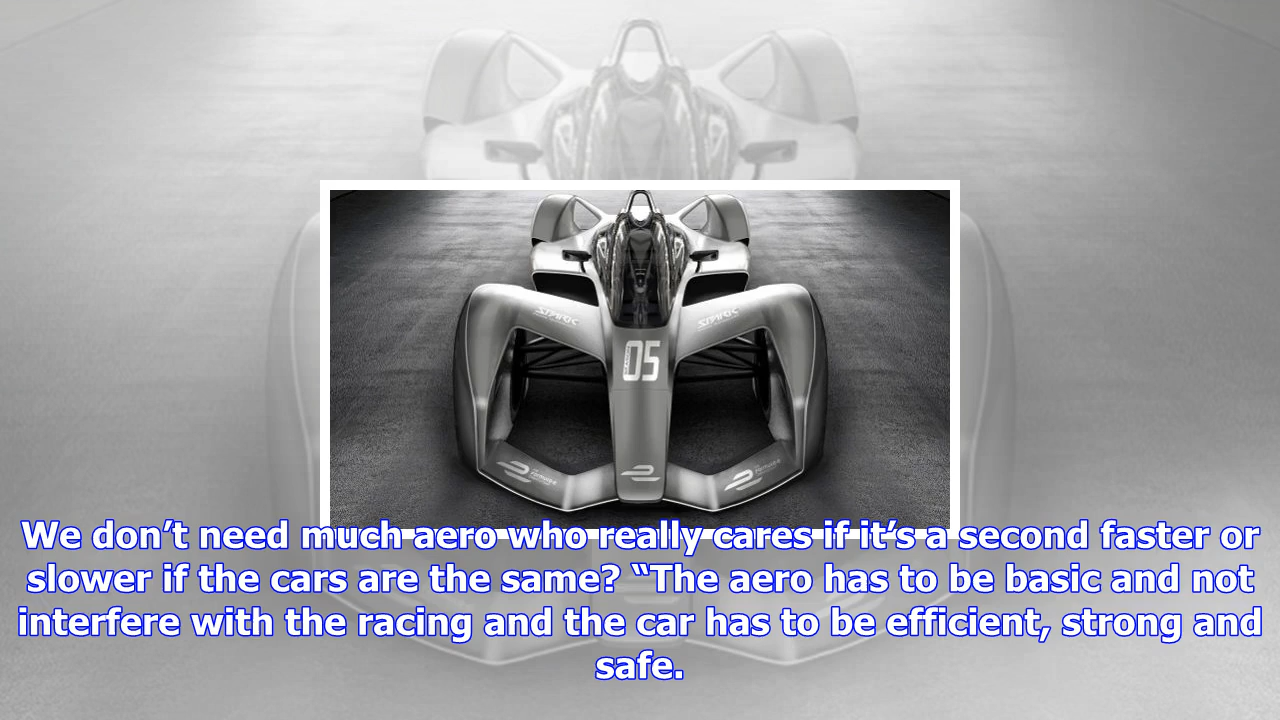 SPARK
SPARK
05
We don’t need much aero who really cares if it’s a second faster or
slower if the cars are the same? “The aero has to be basic and not
interfere with the racing and the car has to be efficient, strong and
safe.